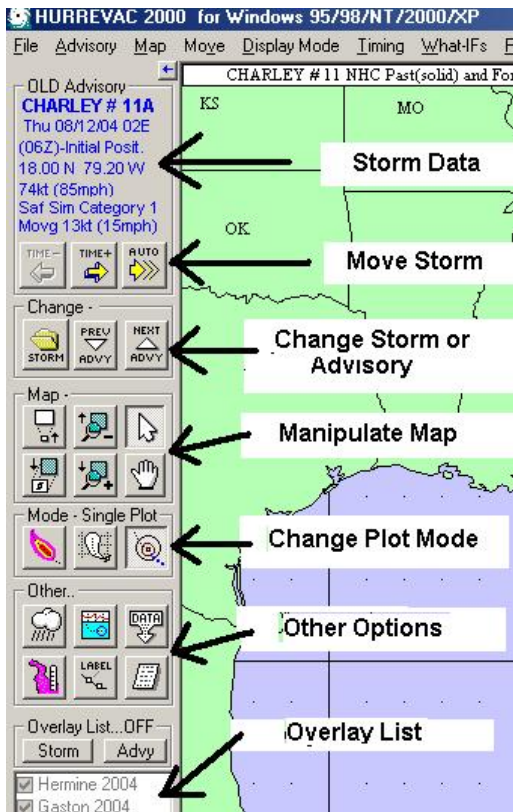 HURREVAC 2000 for Windows 95/98/NT/2000/XP
File Advisory Map Move Display Mode Timing What-IFs
CHARLEY # 11 NHC Past(solid) and For
OLD Advisory
CHARLEY # 11A
Thu 08/12/04 02E
(06Z)-Initial Posit.
18.00 N 79.20 W
74kt (85mph)
Saf Sim Category 1
Movg 13kt (15mph)
TIME- TIME+ AUTO
Change -
STORM PREV ADVY NEXT ADVY
Map -
Mode - Single Plot
Other..
DATA
LABEL
Overlay List...OFF
Storm Advy
Hermine 2004
Gaston 2004
KS MO
OK
Storm Data
Move Storm
Change Storm or
Advisory
Manipulate Map
Change Plot Mode
Other Options
Overlay List